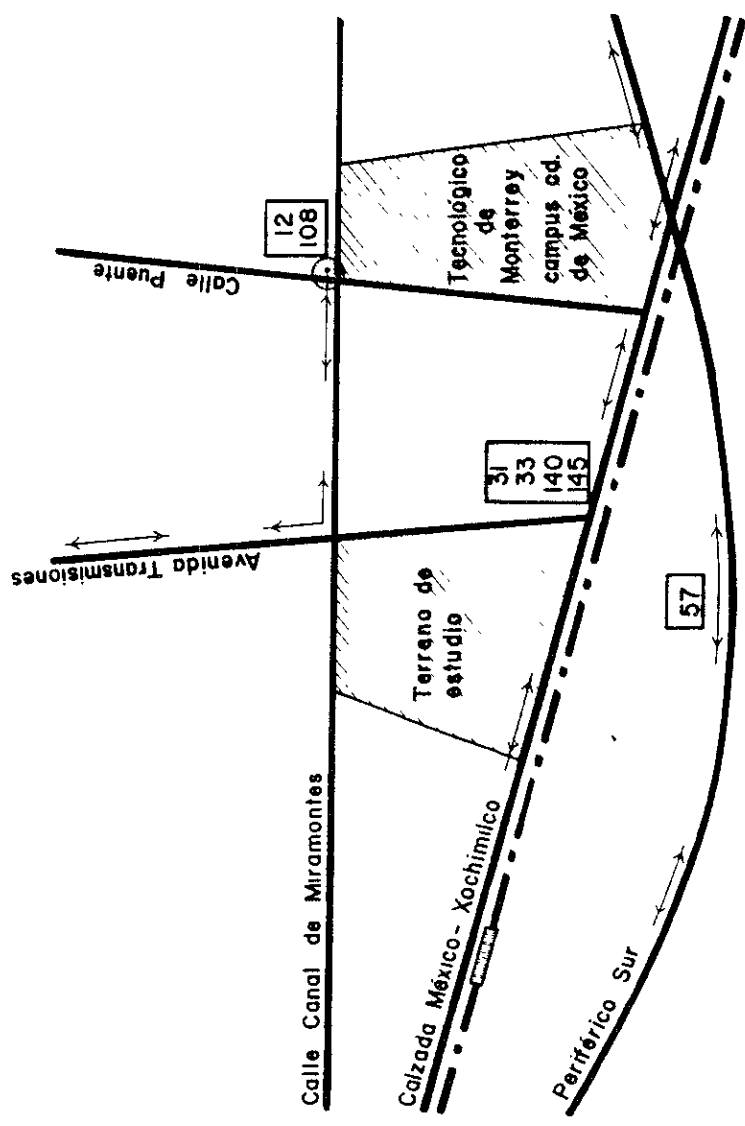 12
108
Calle Puente
Tecnológico
de
Monterrey
campus cd.
de México
31
33
140
145
Avenida Transmisiones
Terreno de
estudio
57
Calle Canal de Miramontes
Calzada México - Xochimilco
Periférico Sur